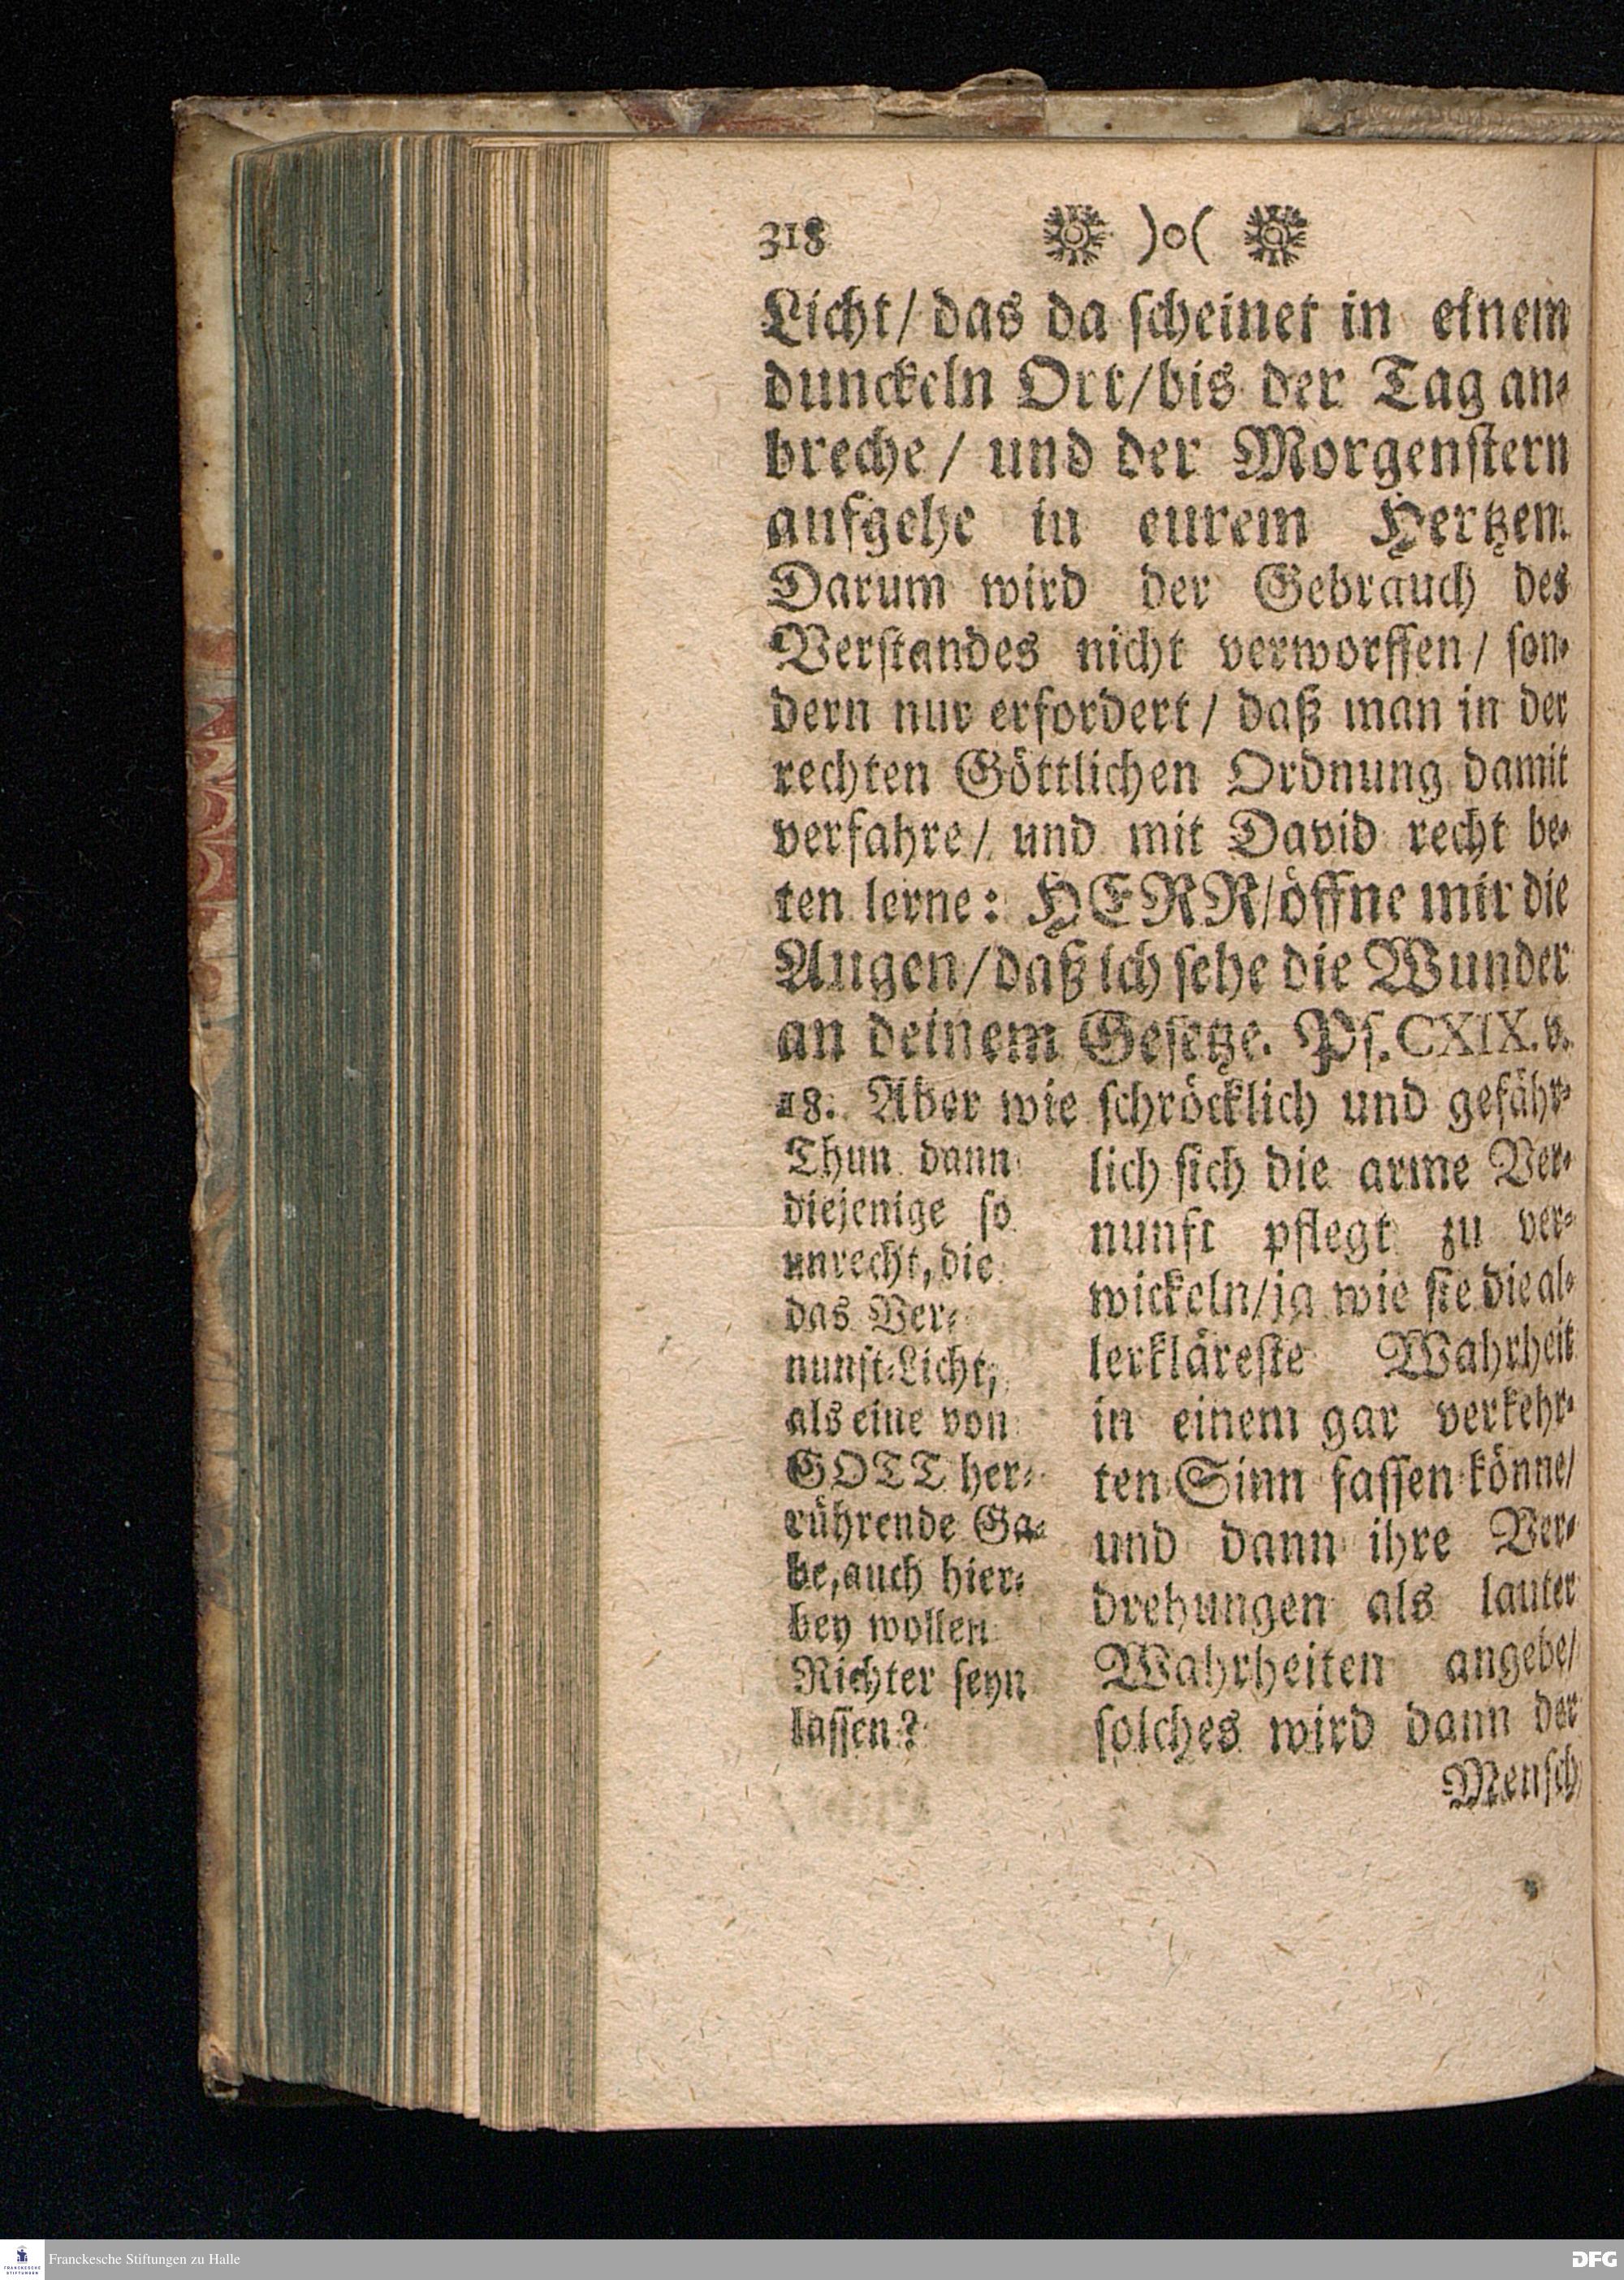 318 )o(
Licht/ das da ſcheinet in einem
dunckeln Ort/ bis der Tag an⸗
breche/ und der Morgenſtern
aufgehe in eurem Hertzen.
Darum wird der Gebrauch des
Verſtandes nicht verworffen/ ſon⸗
dern nur erfordert/ daß man in der
rechten Göttlichen Ordnung damit
verfahre/ und mit David recht be⸗
ten lerne: HERR/ öffne mir die
Augen/ daß ich ſehe die Wunder
an deinem Geſetze. Pſ. CXIX. v.
18. Aber wie ſchröcklich und gefähr⸗
lich ſich die arme Ver⸗
nunft pflegt zu ver⸗
wickeln/ ja wie ſie die al⸗
lerkläreſte Wahrheit
in einem gar verkehr⸗
ten Sinn faſſen könne/
und dann ihre Ver⸗
drehungen als lauter
Wahrheiten angebe/
ſolches wird dann der
Menſch
Thun dann
diejenige ſo
unrecht, die
das Ver⸗
nunft⸗Licht,
als eine von
GOTT her⸗
rührende Ga⸗
be, auch hier⸗
bey wollen
Richter ſeyn
laſſen?
Franckesche Stiftungen zu Halle
FRANCKESCHE
STIFTUNGEN
DFG